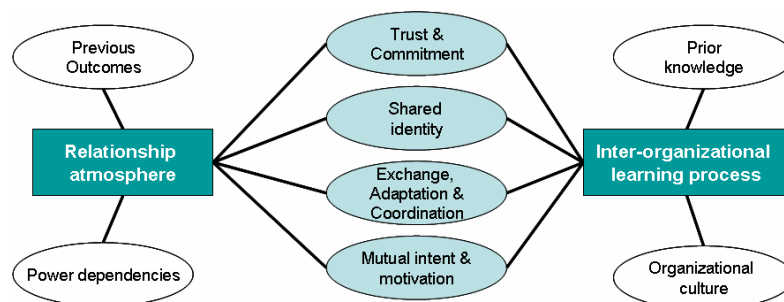 Previous
Outcomes
Trust &
Commitment
Prior
knowledge
Shared
identity
Relationship
atmosphere
Inter-organizational
learning process
Exchange,
Adaptation &
Coordination
Power dependencies
Mutual intent &
motivation
Organizational
culture